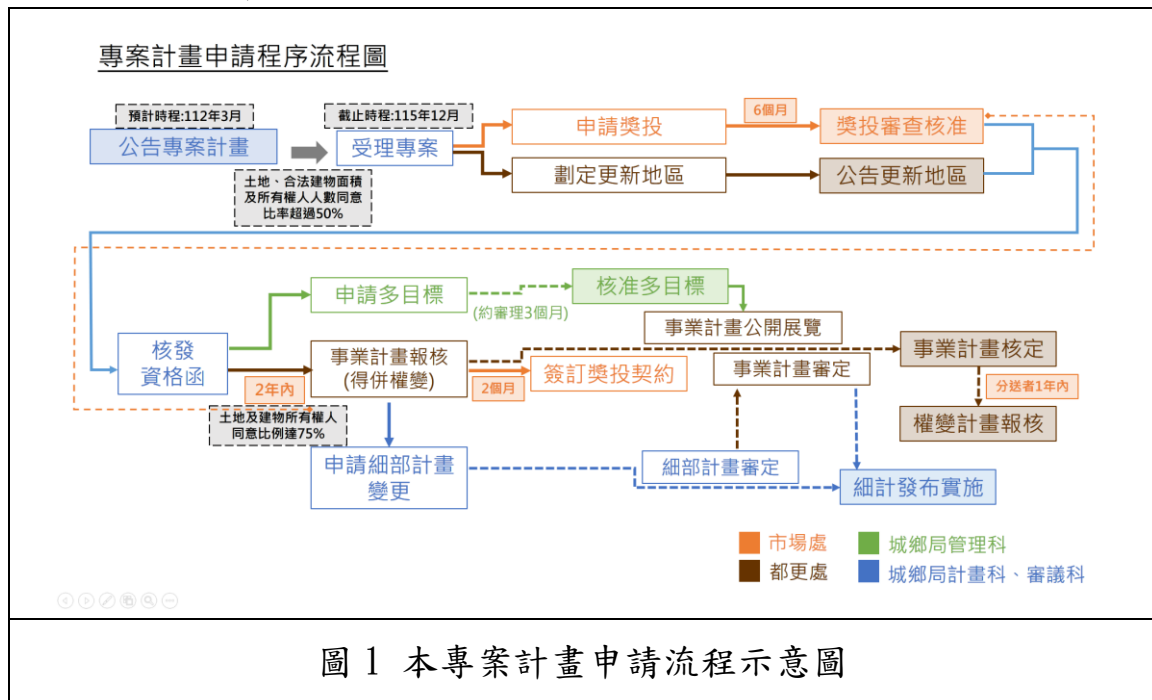 專案計畫申請程序流程圖
預計時程:112年3月
公告專案計畫
截止時程:115年12月
受理專案
土地、合法建物面積
及所有權人人數同意
比率超過50%
申請獎投
6個月
獎投審查核准
劃定更新地區
公告更新地區
申請多目標
(約審理3個月)
核准多目標
事業計畫公開展覽
核發
資格函
2年內
土地及建物所有權人
同意比例達75%
事業計畫報核
(得併權變)
2個月
簽訂獎投契約
事業計畫審定
事業計畫核定
分送者1年內
權變計畫報核
申請細部計畫
變更
細部計畫審定
細計發布實施
市場處
城鄉局管理科
都更處
城鄉局計畫科、審議科
圖 1 本專案計畫申請流程示意圖